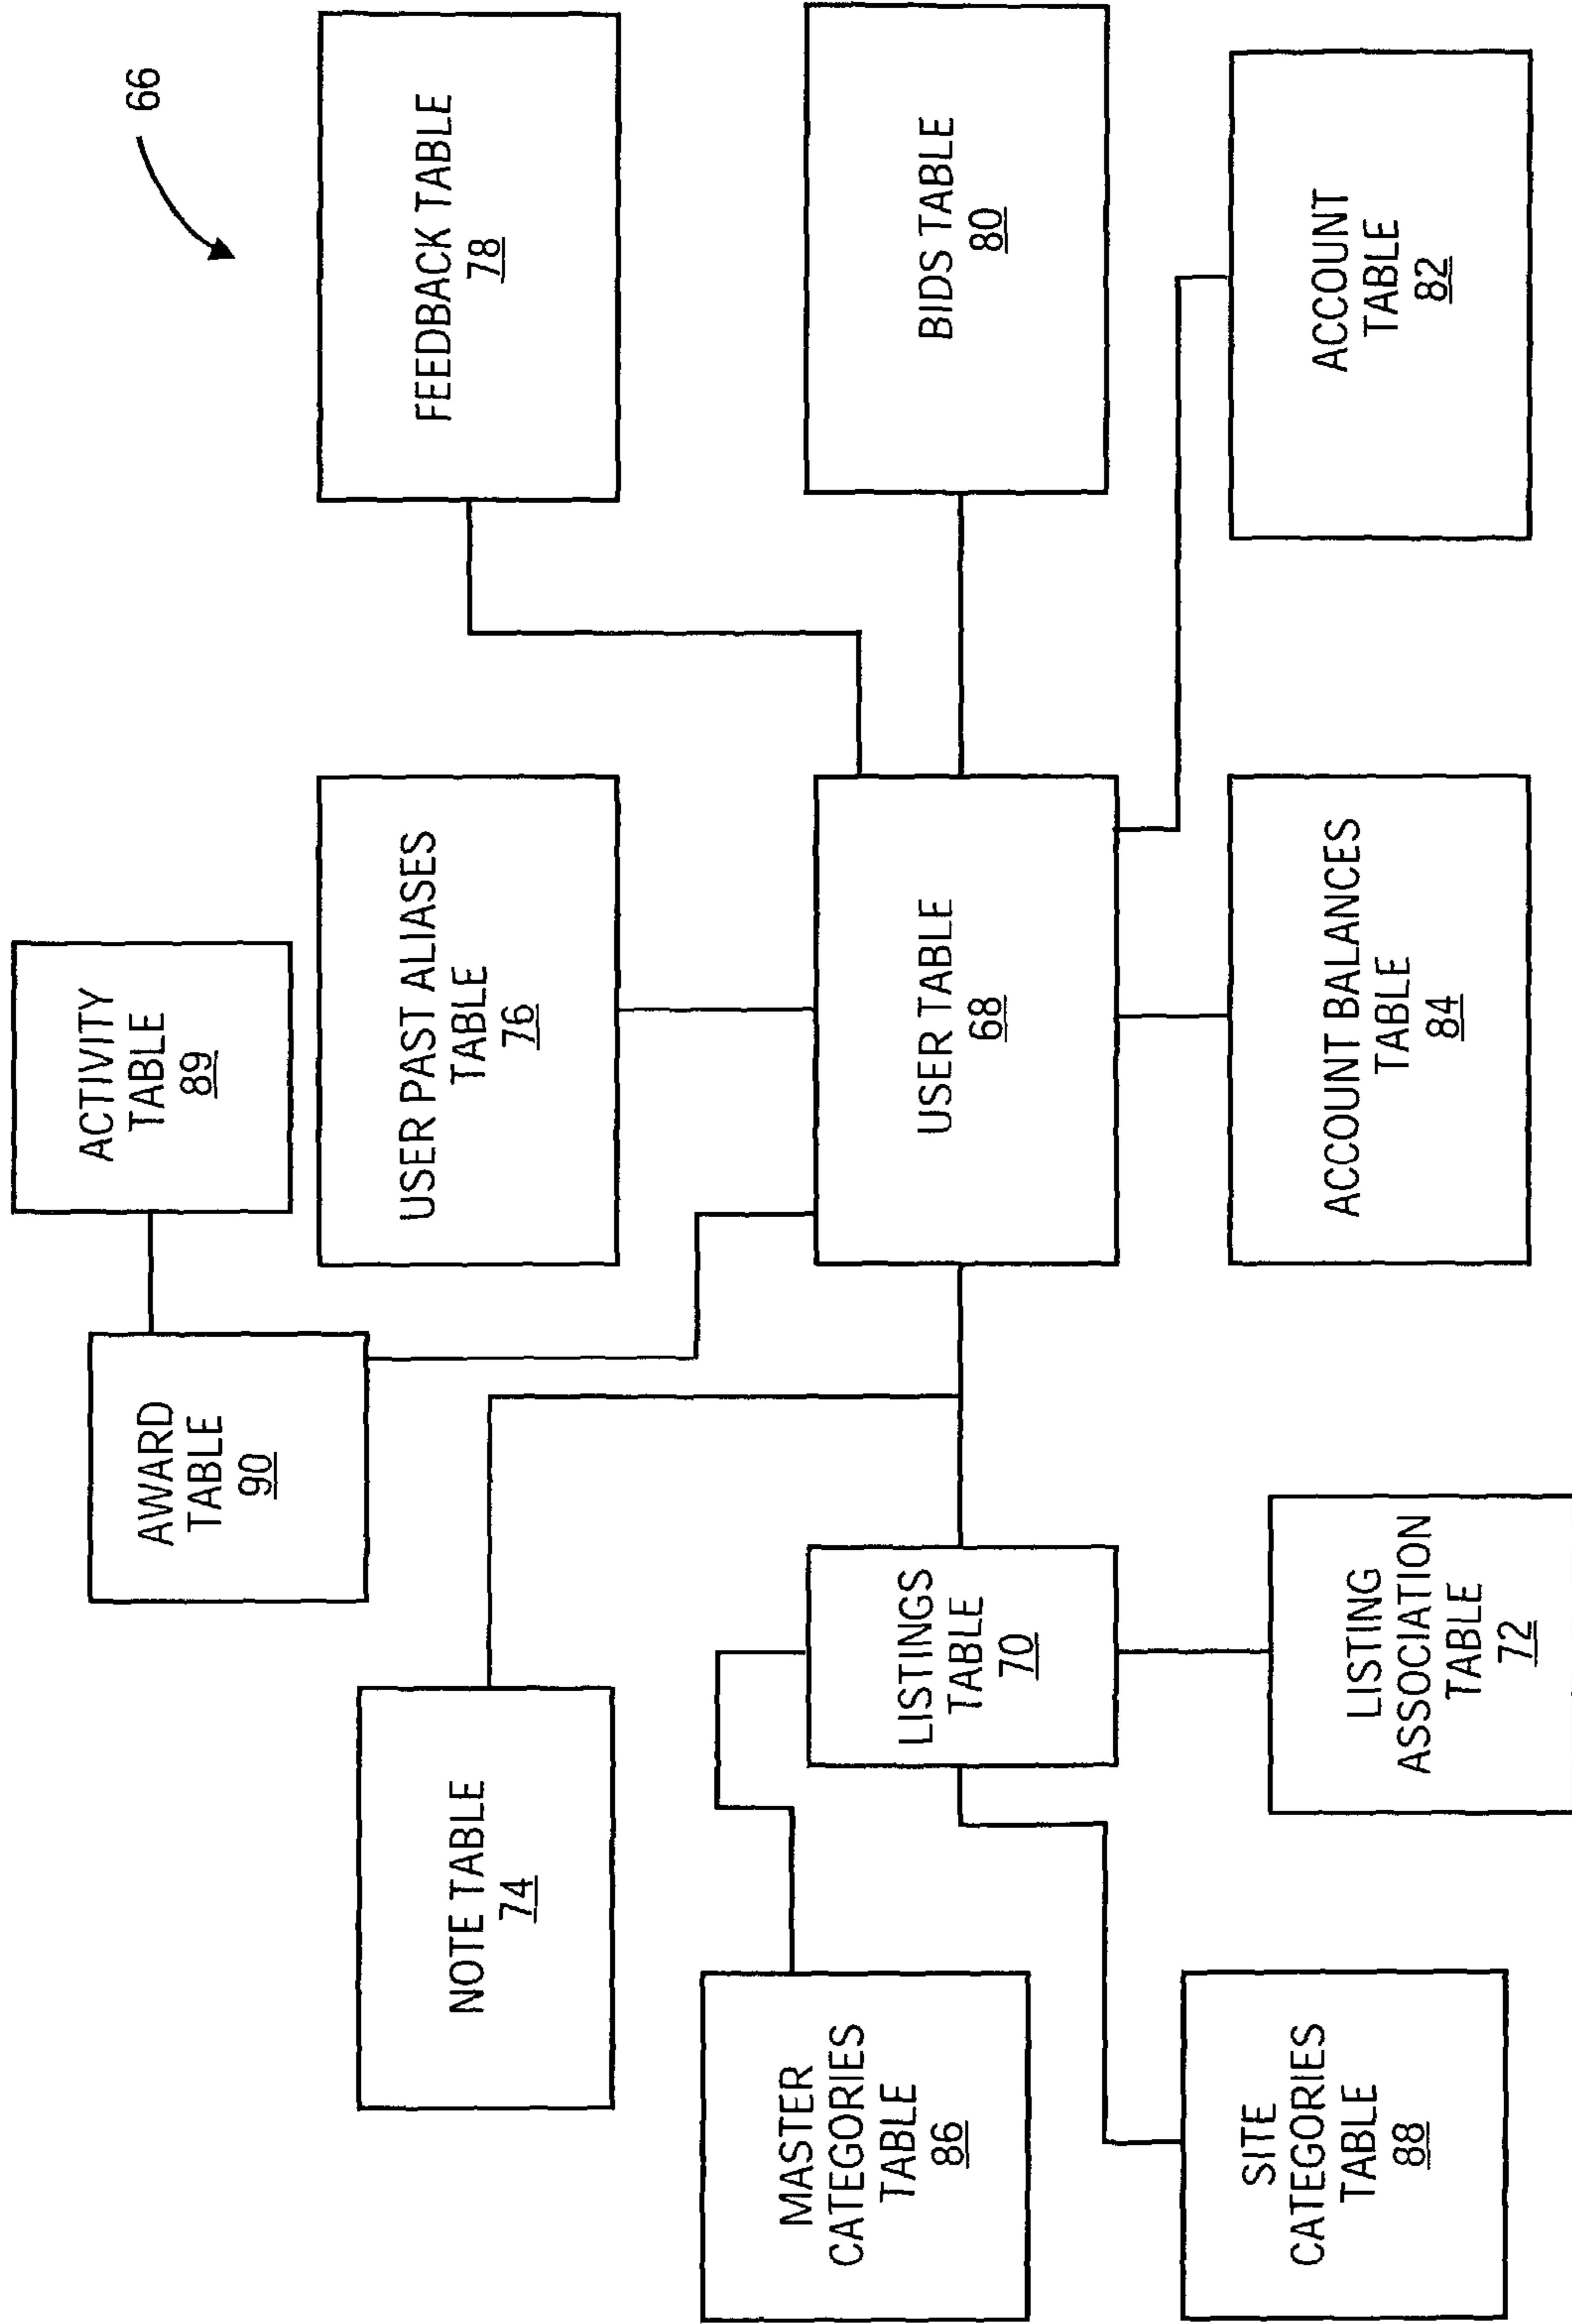 66
ACTIVITY
TABLE
89
AWARD
TABLE
90
NOTE TABLE
74
USER PAST ALIASES
TABLE
76
FEEDBACK TABLE
78
MASTER
CATEGORIES
TABLE
86
LISTINGS
TABLE
70
USER TABLE
68
BIDS TABLE
80
SITE
CATEGORIES
TABLE
88
LISTING
ASSOCIATION
TABLE
72
ACCOUNT BALANCES
TABLE
84
ACCOUNT
TABLE
82